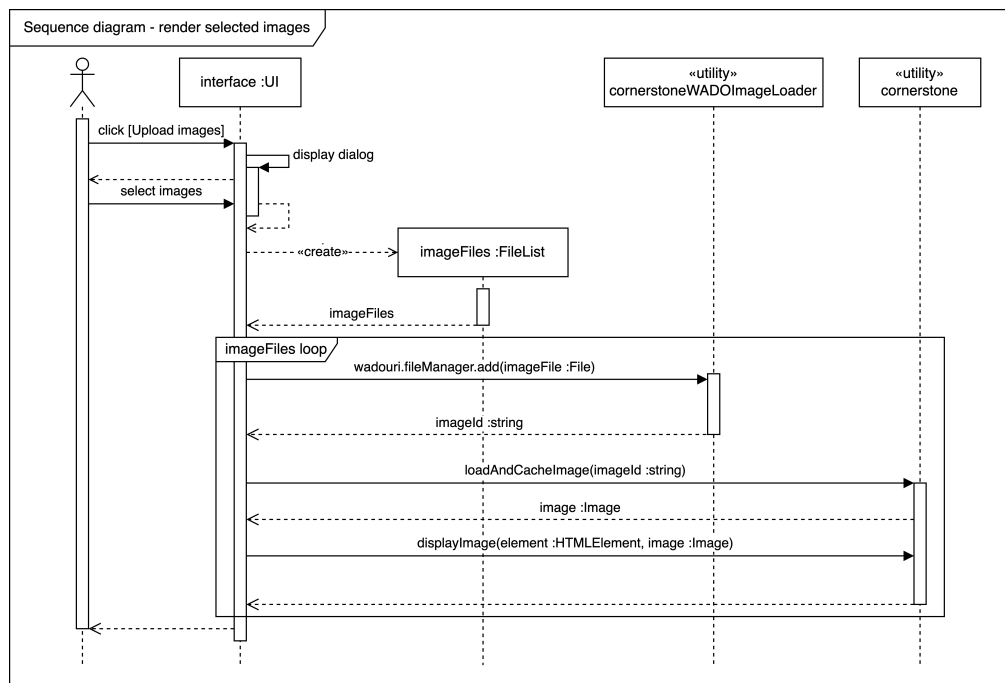 Sequence diagram - render selected images
interface :UI
«utility»
cornerstoneWADOImageLoader
«utility»
cornerstone
click [Upload images]
display dialog
select images
«create»
imageFiles :FileList
imageFiles
imageFiles loop
wadouri.fileManager.add(imageFile :File)
imageId :string
loadAndCacheImage(imageId :string)
image :Image
displayImage(element :HTMLElement, image :Image)